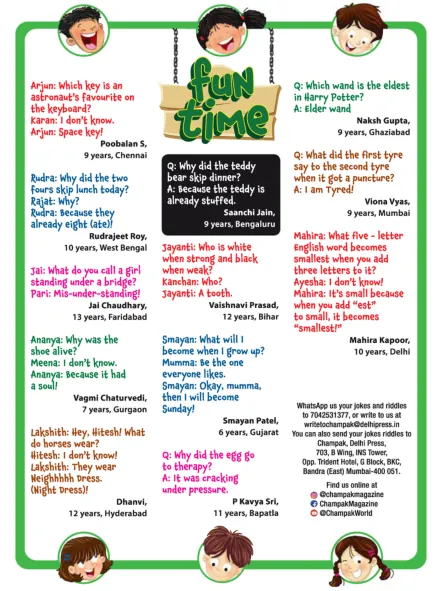 Arjun: Which key is an
astronaut's favourite on
the keyboard?
Karan: I don't know.
Arjun: Space key!
Poobalan S,
9 years, Chennai
Rudra: Why did the two
fours skip lunch today?
Rajat: Why?
Rudra: Because they
already eight (ate)!
Rudrajeet Roy,
10 years, West Bengal
Jai: What do you call a girl
standing under a bridge?
Pari: Mis-under-standing!
Jai Chaudhary,
13 years, Faridabad
Ananya: Why was the
shoe alive?
Meena: I don't know.
Ananya: Because it had
a soul!
Vagmi Chaturvedi,
7 years, Gurgaon
Lakshith: Hey, Hitesh! What
do horses wear?
Hitesh: I don't know!
Lakshith: They wear
Neighhhhh Dress.
(Night Dress)!
Dhanvi,
12 years, Hyderabad
fun
time
Q: Why did the teddy
bear skip dinner?
A: Because the teddy is
already stuffed.
Saanchi Jain,
9 years, Bengaluru
Jayanti: Who is white
when strong and black
when weak?
Kanchan: Who?
Jayanti: A tooth.
Vaishnavi Prasad,
12 years, Bihar
Smayan: What will I
become when I grow up?
Mumma: Be the one
everyone likes.
Smayan: Okay, mumma,
then I will become
Sunday!
Smayan Patel,
6 years, Gujarat
Q: Why did the egg go
to therapy?
A: It was cracking
under pressure.
P Kavya Sri,
11 years, Bapatla
Q: Which wand is the eldest
in Harry Potter?
A: Elder wand
Naksh Gupta,
9 years, Ghaziabad
Q: What did the first tyre
say to the second tyre
when it got a puncture?
A: I am Tyred!
Viona Vyas,
9 years, Mumbai
Mahira: What five - letter
English word becomes
smallest when you add
three letters to it?
Ayesha: I don't know!
Mahira: It's small because
when you add "est"
to small, it becomes
"smallest!"
Mahira Kapoor,
10 years, Delhi
WhatsApp us your jokes and riddles
to 7042531377, or write to us at
writetochampak@delhipress.in
You can also send your jokes riddles to
Champak, Delhi Press,
703, B Wing, INS Tower,
Opp. Trident Hotel, G Block, BKC,
Bandra (East) Mumbai-400 051.
Find us online at
@champakmagazine
ChampakMagazine
@ChampakWorld